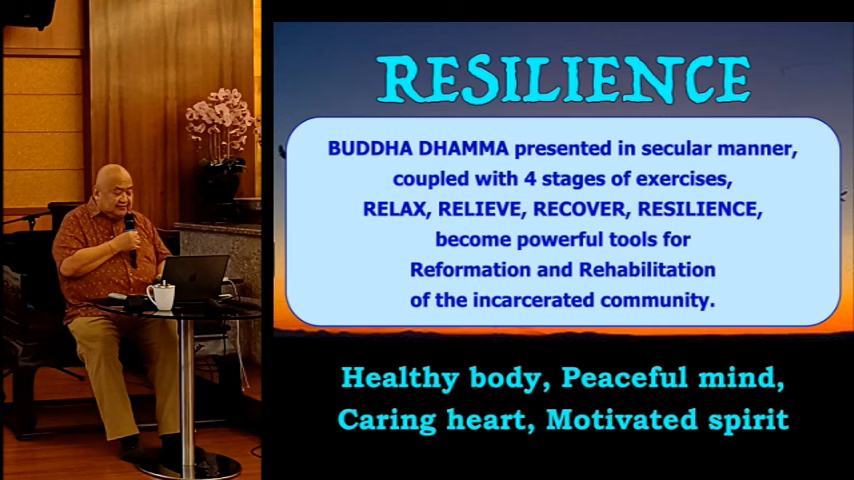 RESILIENCE
BUDDHA DHAMMA presented in secular manner,
coupled with 4 stages of exercises,
RELAX, RELIEVE, RECOVER, RESILIENCE,
become powerful tools for
Reformation and Rehabilitation
of the incarcerated community.
Healthy body, Peaceful mind,
Caring heart, Motivated spirit